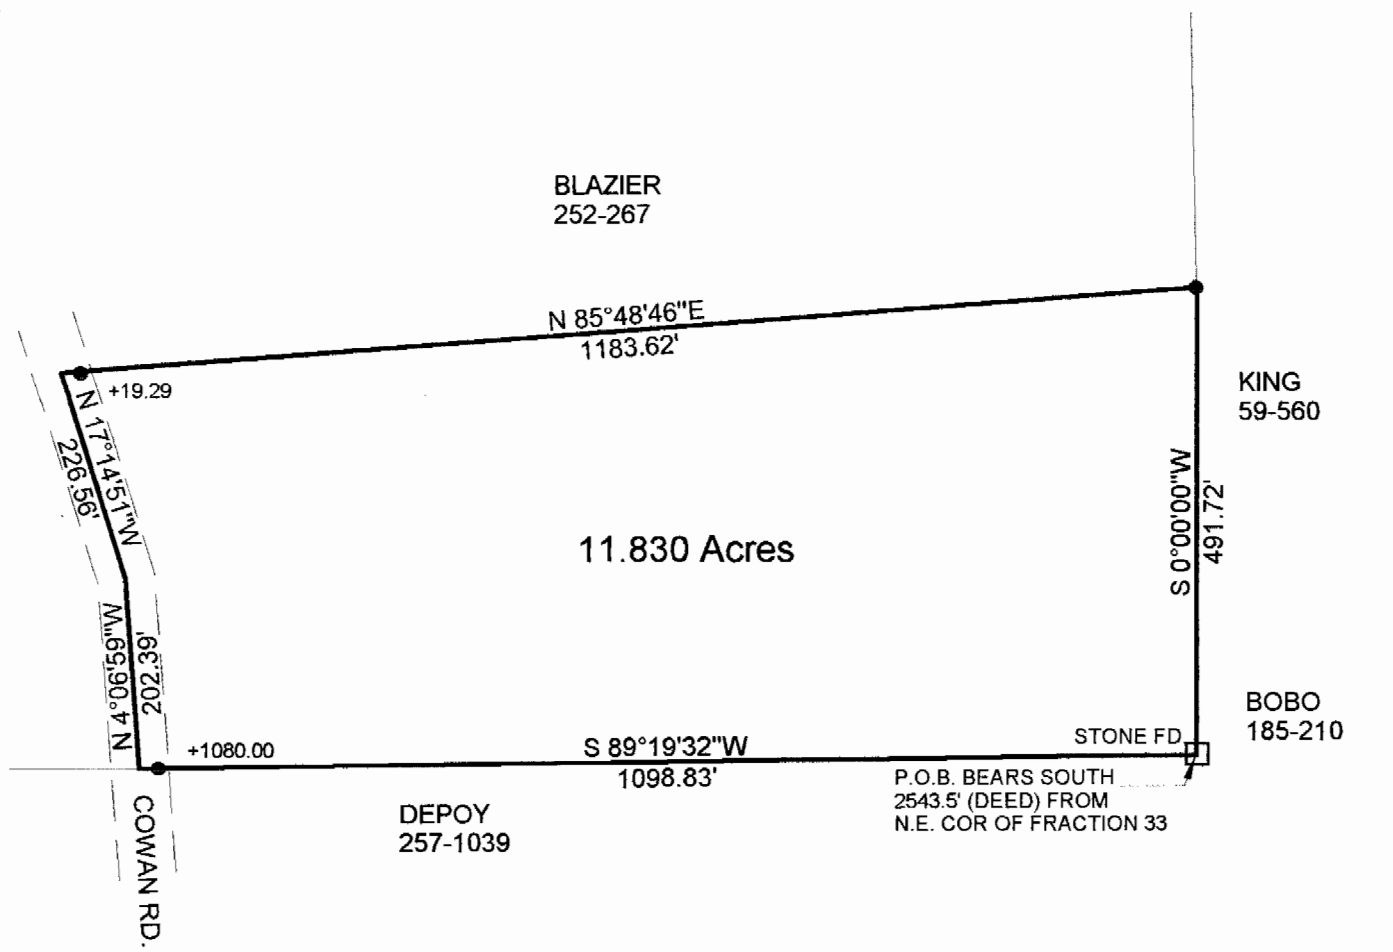 BLAZIER
252-267
N 85°48'46"E
1183.62'
+19.29
N 17°14'51"W
226.56'
KING
59-560
S 0°00'00"W
491.72'
11.830 Acres
N 4°06'59"W
202.39'
BOBO
185-210
STONE FD
+1080.00
S 89°19'32"W
1098.83'
P.O.B. BEARS SOUTH
2543.5' (DEED) FROM
N.E. COR OF FRACTION 33
DEPOY
257-1039
COWAN RD.